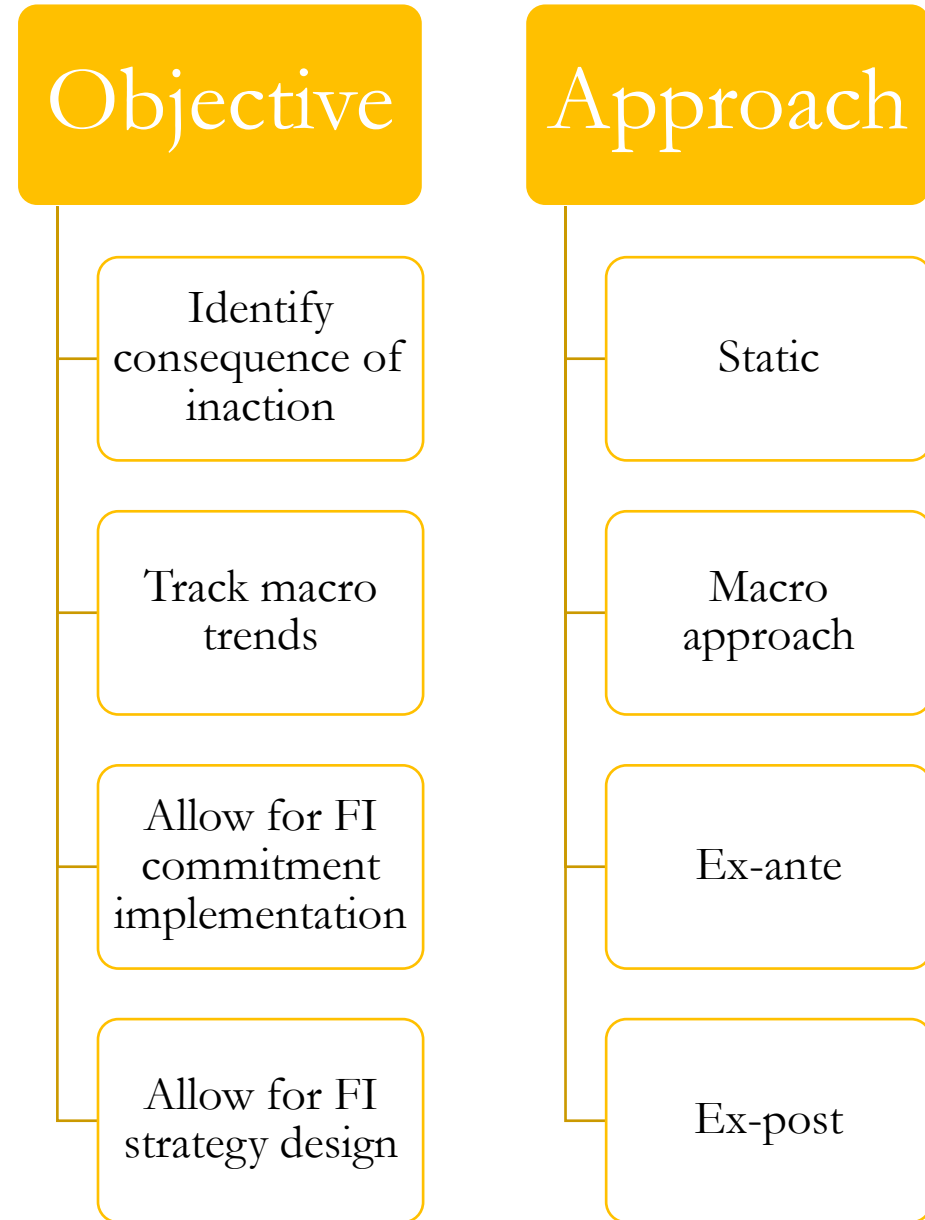 Objective
Identify
consequence of
inaction
Track macro
trends
Allow for FI
commitment
implementation
Allow for FI
strategy design
Approach
Static
Macro
approach
Ex-ante
Ex-post